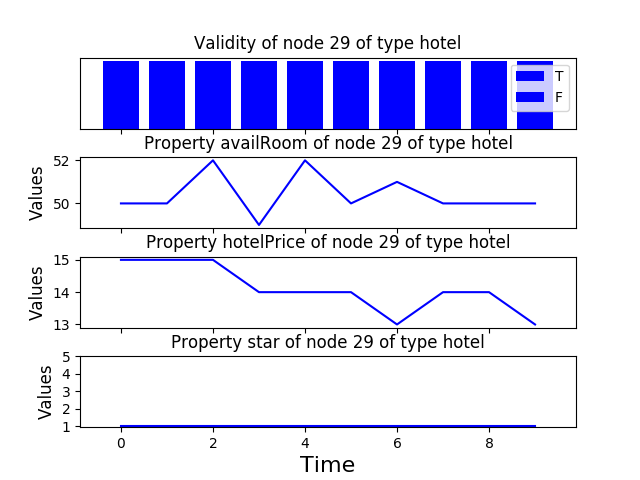 Validity of node 29 of type hotel
T
F
Property availRoom of node 29 of type hotel
52
50
Values
Property hotelPrice of node 29 of type hotel
15
14
13
Values
Property star of node 29 of type hotel
5
4
3
2
1
Values
0 2 4 6 8
Time